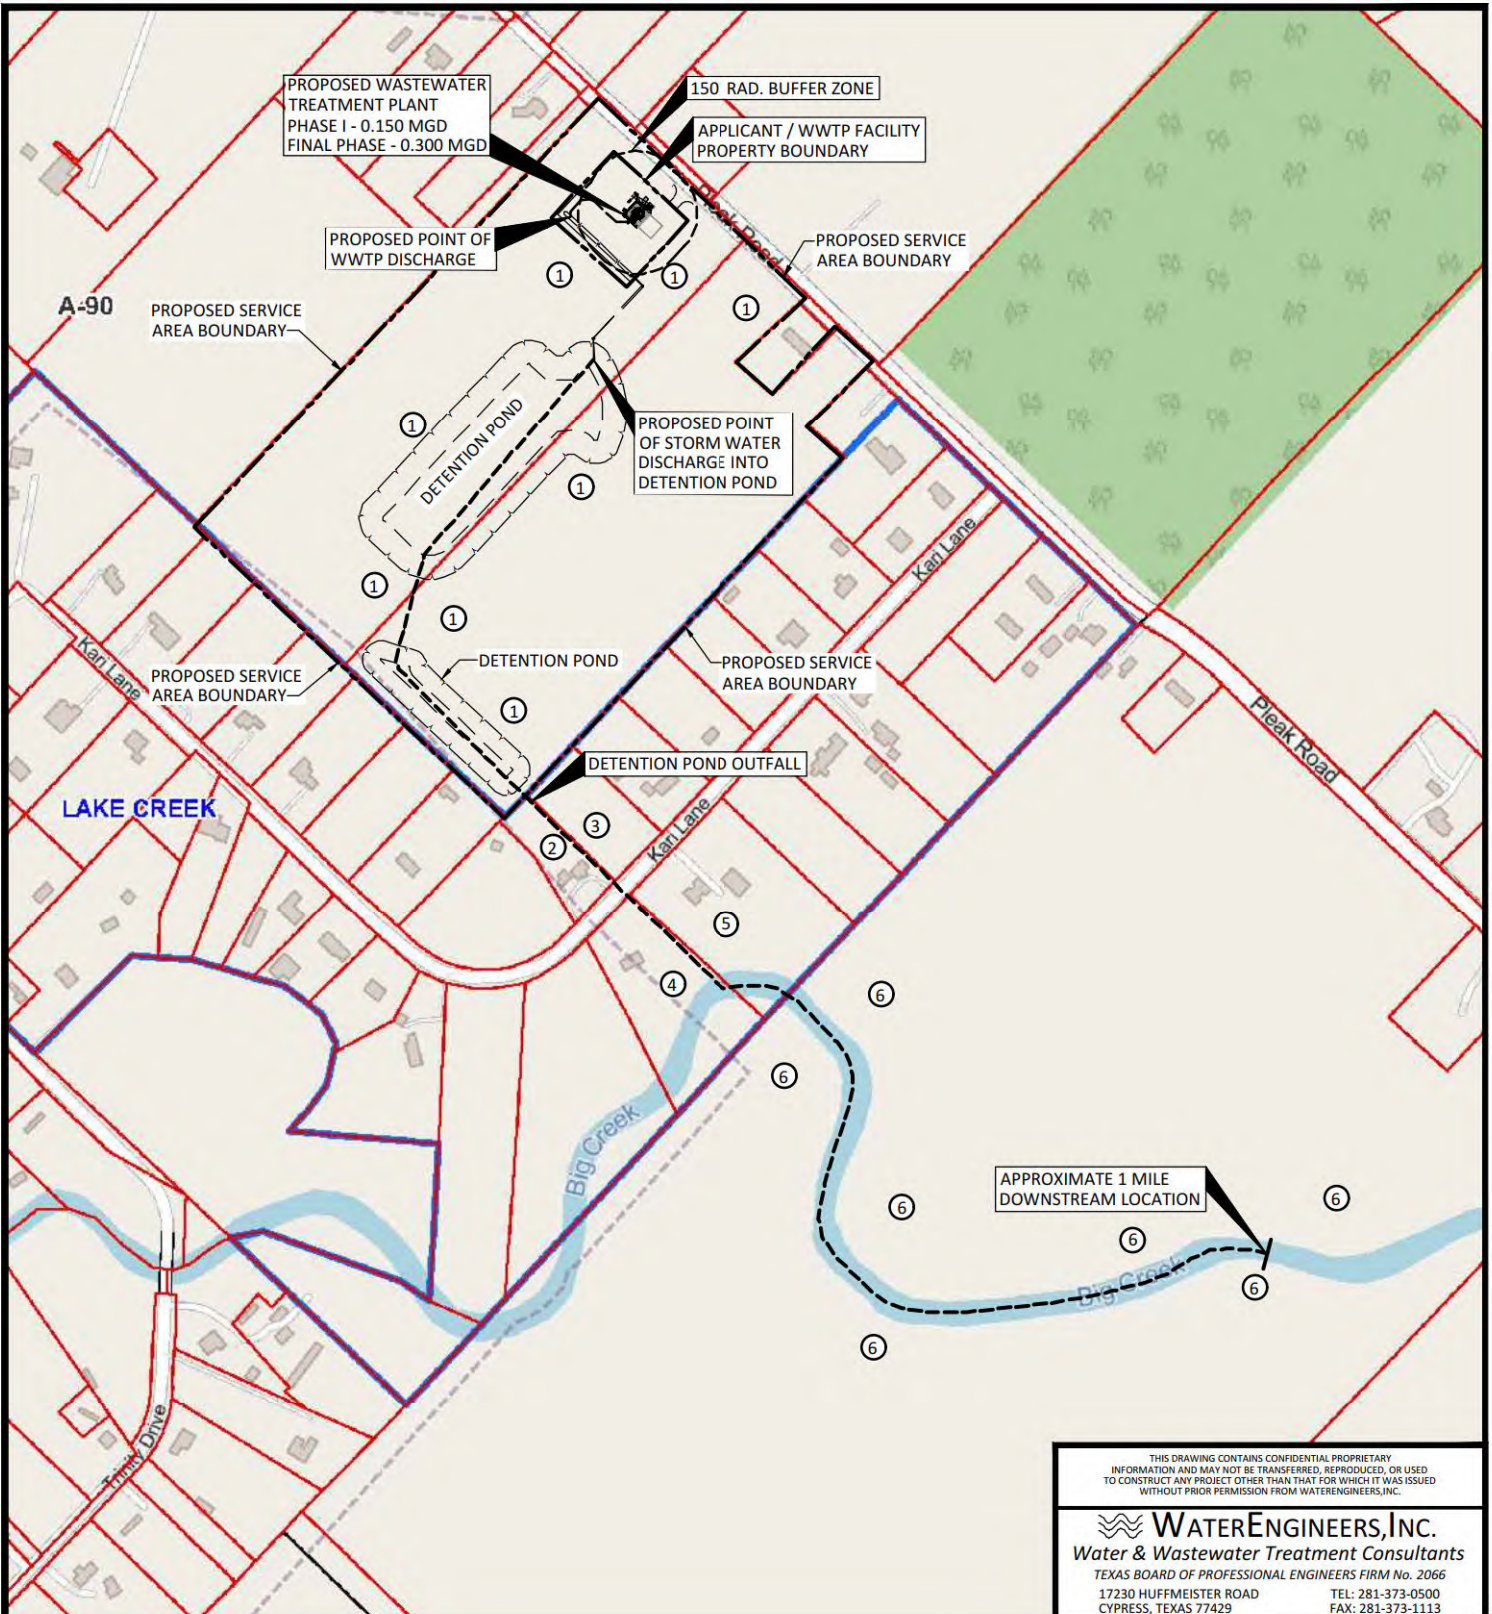 PROPOSED WASTEWATER
TREATMENT PLANT
PHASE I - 0.150 MGD
FINAL PHASE - 0.300 MGD
150 RAD. BUFFER ZONE
APPLICANT / WWTP FACILITY
PROPERTY BOUNDARY
Pleak Road
PROPOSED POINT OF
WWTP DISCHARGE
PROPOSED SERVICE
AREA BOUNDARY
1
1
1
A-90
PROPOSED SERVICE
AREA BOUNDARY
1
DETENTION POND
PROPOSED POINT
OF STORM WATER
DISCHARGE INTO
DETENTION POND
1
Kari Lane
1
1
Kari Lane
PROPOSED SERVICE
AREA BOUNDARY
DETENTION POND
PROPOSED SERVICE
AREA BOUNDARY
1
Pleak Road
DETENTION POND OUTFALL
LAKE CREEK
3
2
Kari Lane
5
4
6
6
Big Creek
APPROXIMATE 1 MILE
DOWNSTREAM LOCATION
6
6
6
Big Creek
6
6
Trinity Drive
THIS DRAWING CONTAINS CONFIDENTIAL PROPRIETARY
INFORMATION AND MAY NOT BE TRANSFERRED, REPRODUCED, OR USED
TO CONSTRUCT ANY PROJECT OTHER THAN THAT FOR WHICH IT WAS ISSUED
WITHOUT PRIOR PERMISSION FROM WATERENGINEERS,INC.
WATERENGINEERS,INC.
Water & Wastewater Treatment Consultants
TEXAS BOARD OF PROFESSIONAL ENGINEERS FIRM No. 2066
17230 HUFFMEISTER ROAD
CYPRESS, TEXAS 77429
TEL: 281-373-0500
FAX: 281-373-1113